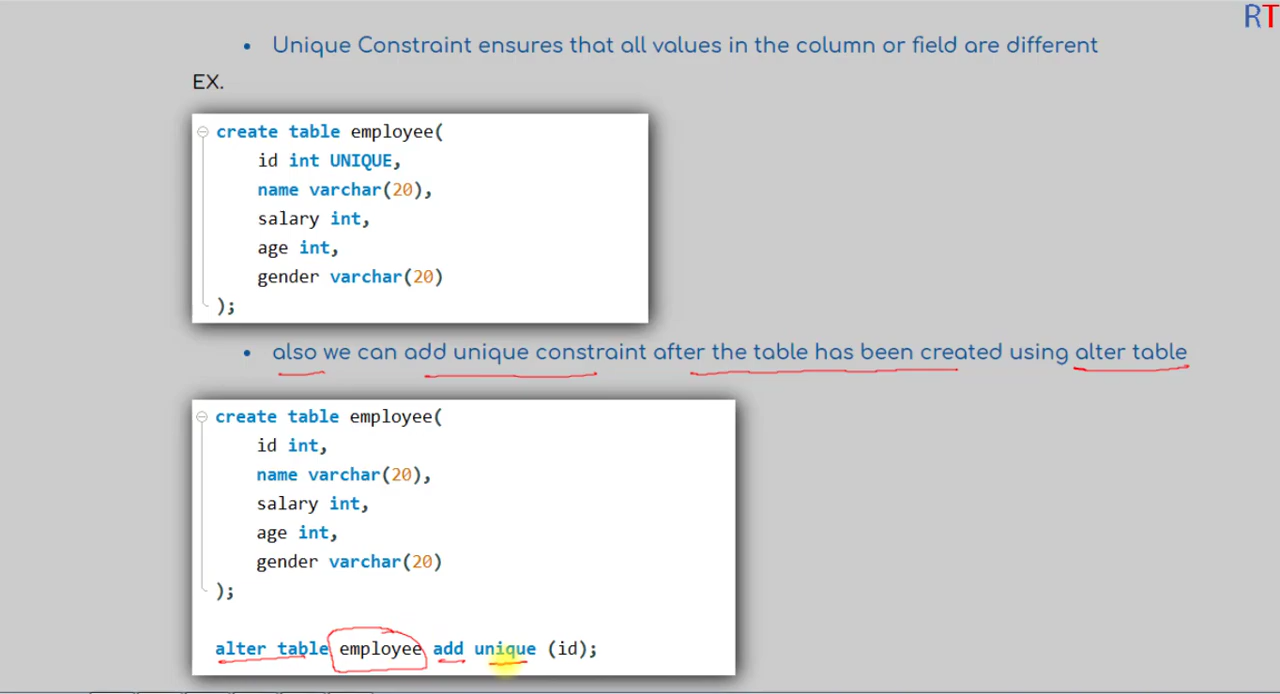 RT
• Unique Constraint ensures that all values in the column or field are different
EX.
create table employee(
    id int UNIQUE,
    name varchar(20),
    salary int,
    age int,
    gender varchar(20)
);
• also we can add unique constraint after the table has been created using alter table
create table employee(
    id int,
    name varchar(20),
    salary int,
    age int,
    gender varchar(20)
);
alter table employee add unique (id);